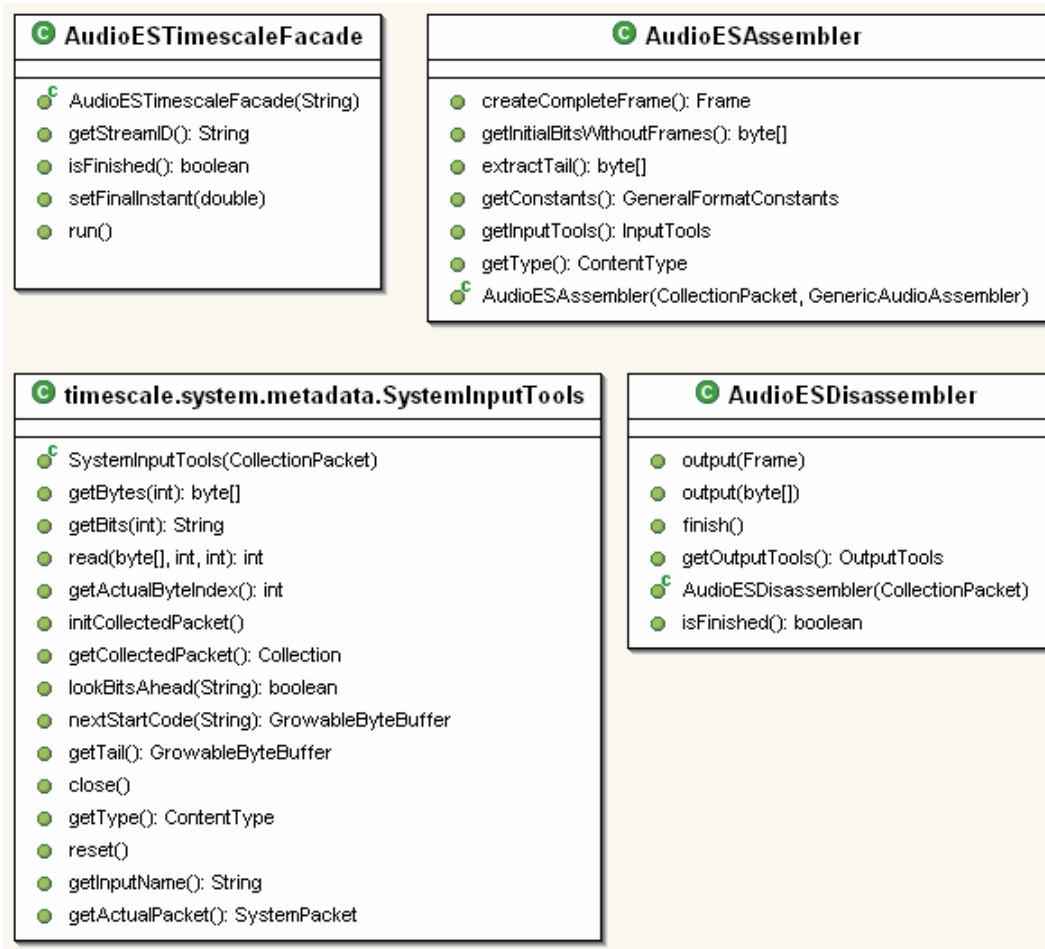 C AudioESTimescaleFacade
C AudioESTimescaleFacade(String)
getStreamID(): String
isFinished(): boolean
setFinalInstant(double)
run()
C AudioESAssembler
createCompleteFrame(): Frame
getInitialBitsWithoutFrames(): byte[]
extractTail(): byte[]
getConstants(): GeneralFormatConstants
getInputTools(): InputTools
getType(): ContentType
C AudioESAssembler(CollectionPacket, GenericAudioAssembler)
C timescale.system.metadata.SystemInputTools
C SystemInputTools(CollectionPacket)
getBytes(int): byte[]
getBits(int): String
read(byte[], int, int): int
getActualByteIndex(): int
initCollectedPacket()
getCollectedPacket(): Collection
lookBitsAhead(String): boolean
nextStartCode(String): GrowableByteBuffer
getTail(): GrowableByteBuffer
close()
getType(): ContentType
reset()
getInputName(): String
getActualPacket(): SystemPacket
C AudioESDisassembler
output(Frame)
output(byte[])
finish()
getOutputTools(): OutputTools
C AudioESDisassembler(CollectionPacket)
isFinished(): boolean